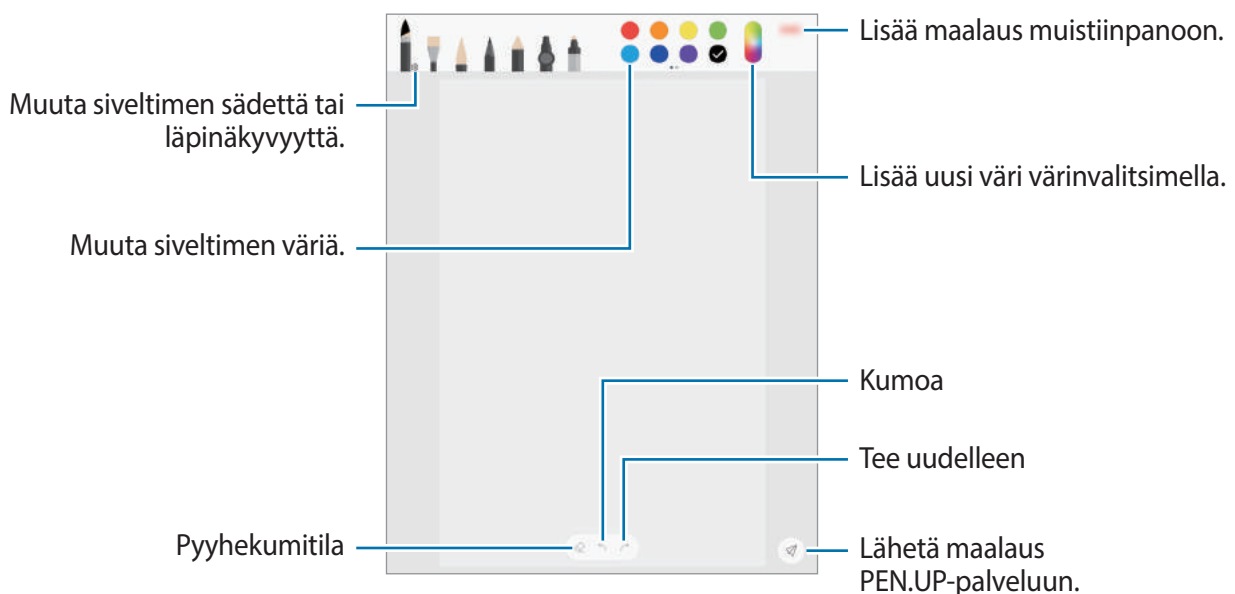 Lisää maalaus muistiinpanoon.
Muuta siveltimen sädettä tai
läpinäkyvyyttä.
Lisää uusi väri värinvalitsimella.
Muuta siveltimen väriä.
Kumoa
Tee uudelleen
Pyyhekumitila
Lähetä maalaus
PEN.UP-palveluun.